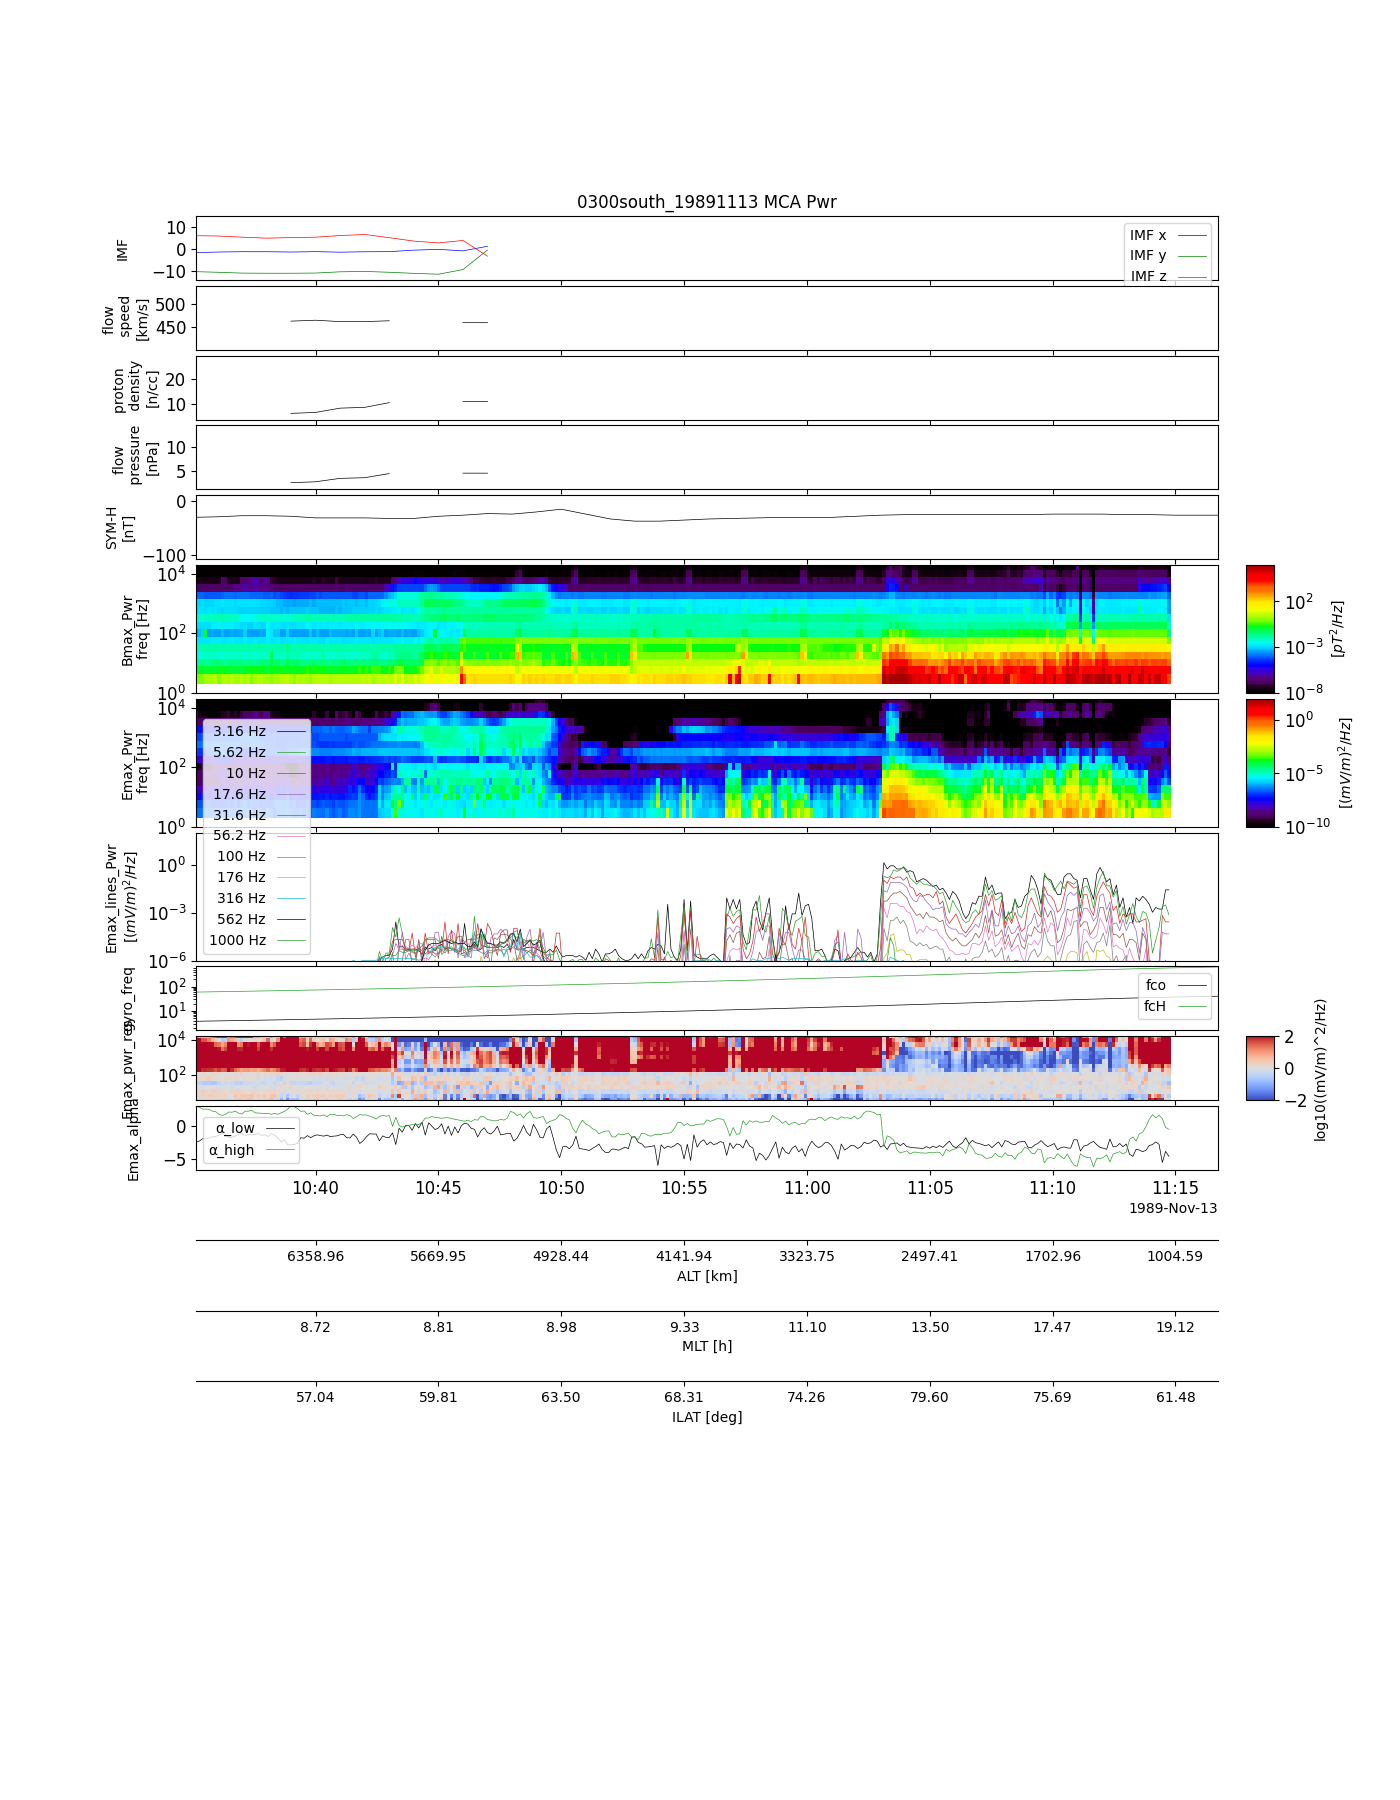 0300south_19891113 MCA Pwr
IMF
10
0
−10
IMF x
IMF y
IMF z
flow
speed
[km/s]
500
450
proton
density
[n/cc]
20
10
flow
pressure
[nPa]
10
5
SYM-H
[nT]
0
−100
Bmax_Pwr
freq [Hz]
10^4
10^2
10^0
10^2
10^−3
10^−8
[pT^2/Hz]
Emax_Pwr
freq [Hz]
10^4
10^2
10^0
10^0
10^−5
10^−10
[(mV/m)^2/Hz]
3.16 Hz
5.62 Hz
10 Hz
17.6 Hz
31.6 Hz
56.2 Hz
100 Hz
176 Hz
316 Hz
562 Hz
1000 Hz
Emax_lines_Pwr
[(mV/m)^2/Hz]
10^0
10^−3
10^−6
gyro_freq
10^2
10^1
fco
fcH
Emax_pwr_res
10^4
10^2
2
0
−2
log10((mV/m)^2/Hz)
Emax_alpha
0
−5
α_low
α_high
10:40 10:45 10:50 10:55 11:00 11:05 11:10 11:15
1989-Nov-13
6358.96 5669.95 4928.44 4141.94 3323.75 2497.41 1702.96 1004.59
ALT [km]
8.72 8.81 8.98 9.33 11.10 13.50 17.47 19.12
MLT [h]
57.04 59.81 63.50 68.31 74.26 79.60 75.69 61.48
ILAT [deg]